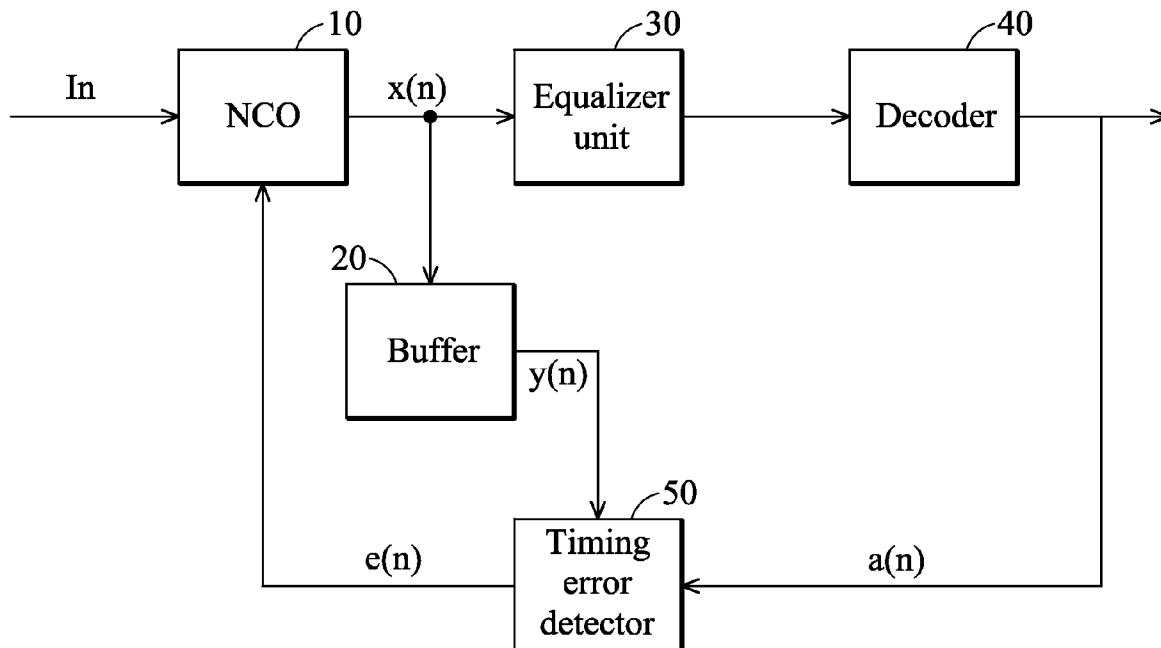 10
30
40
In
NCO
x(n)
Equalizer
unit
Decoder
20
Buffer
y(n)
50
Timing
error
detector
e(n)
a(n)